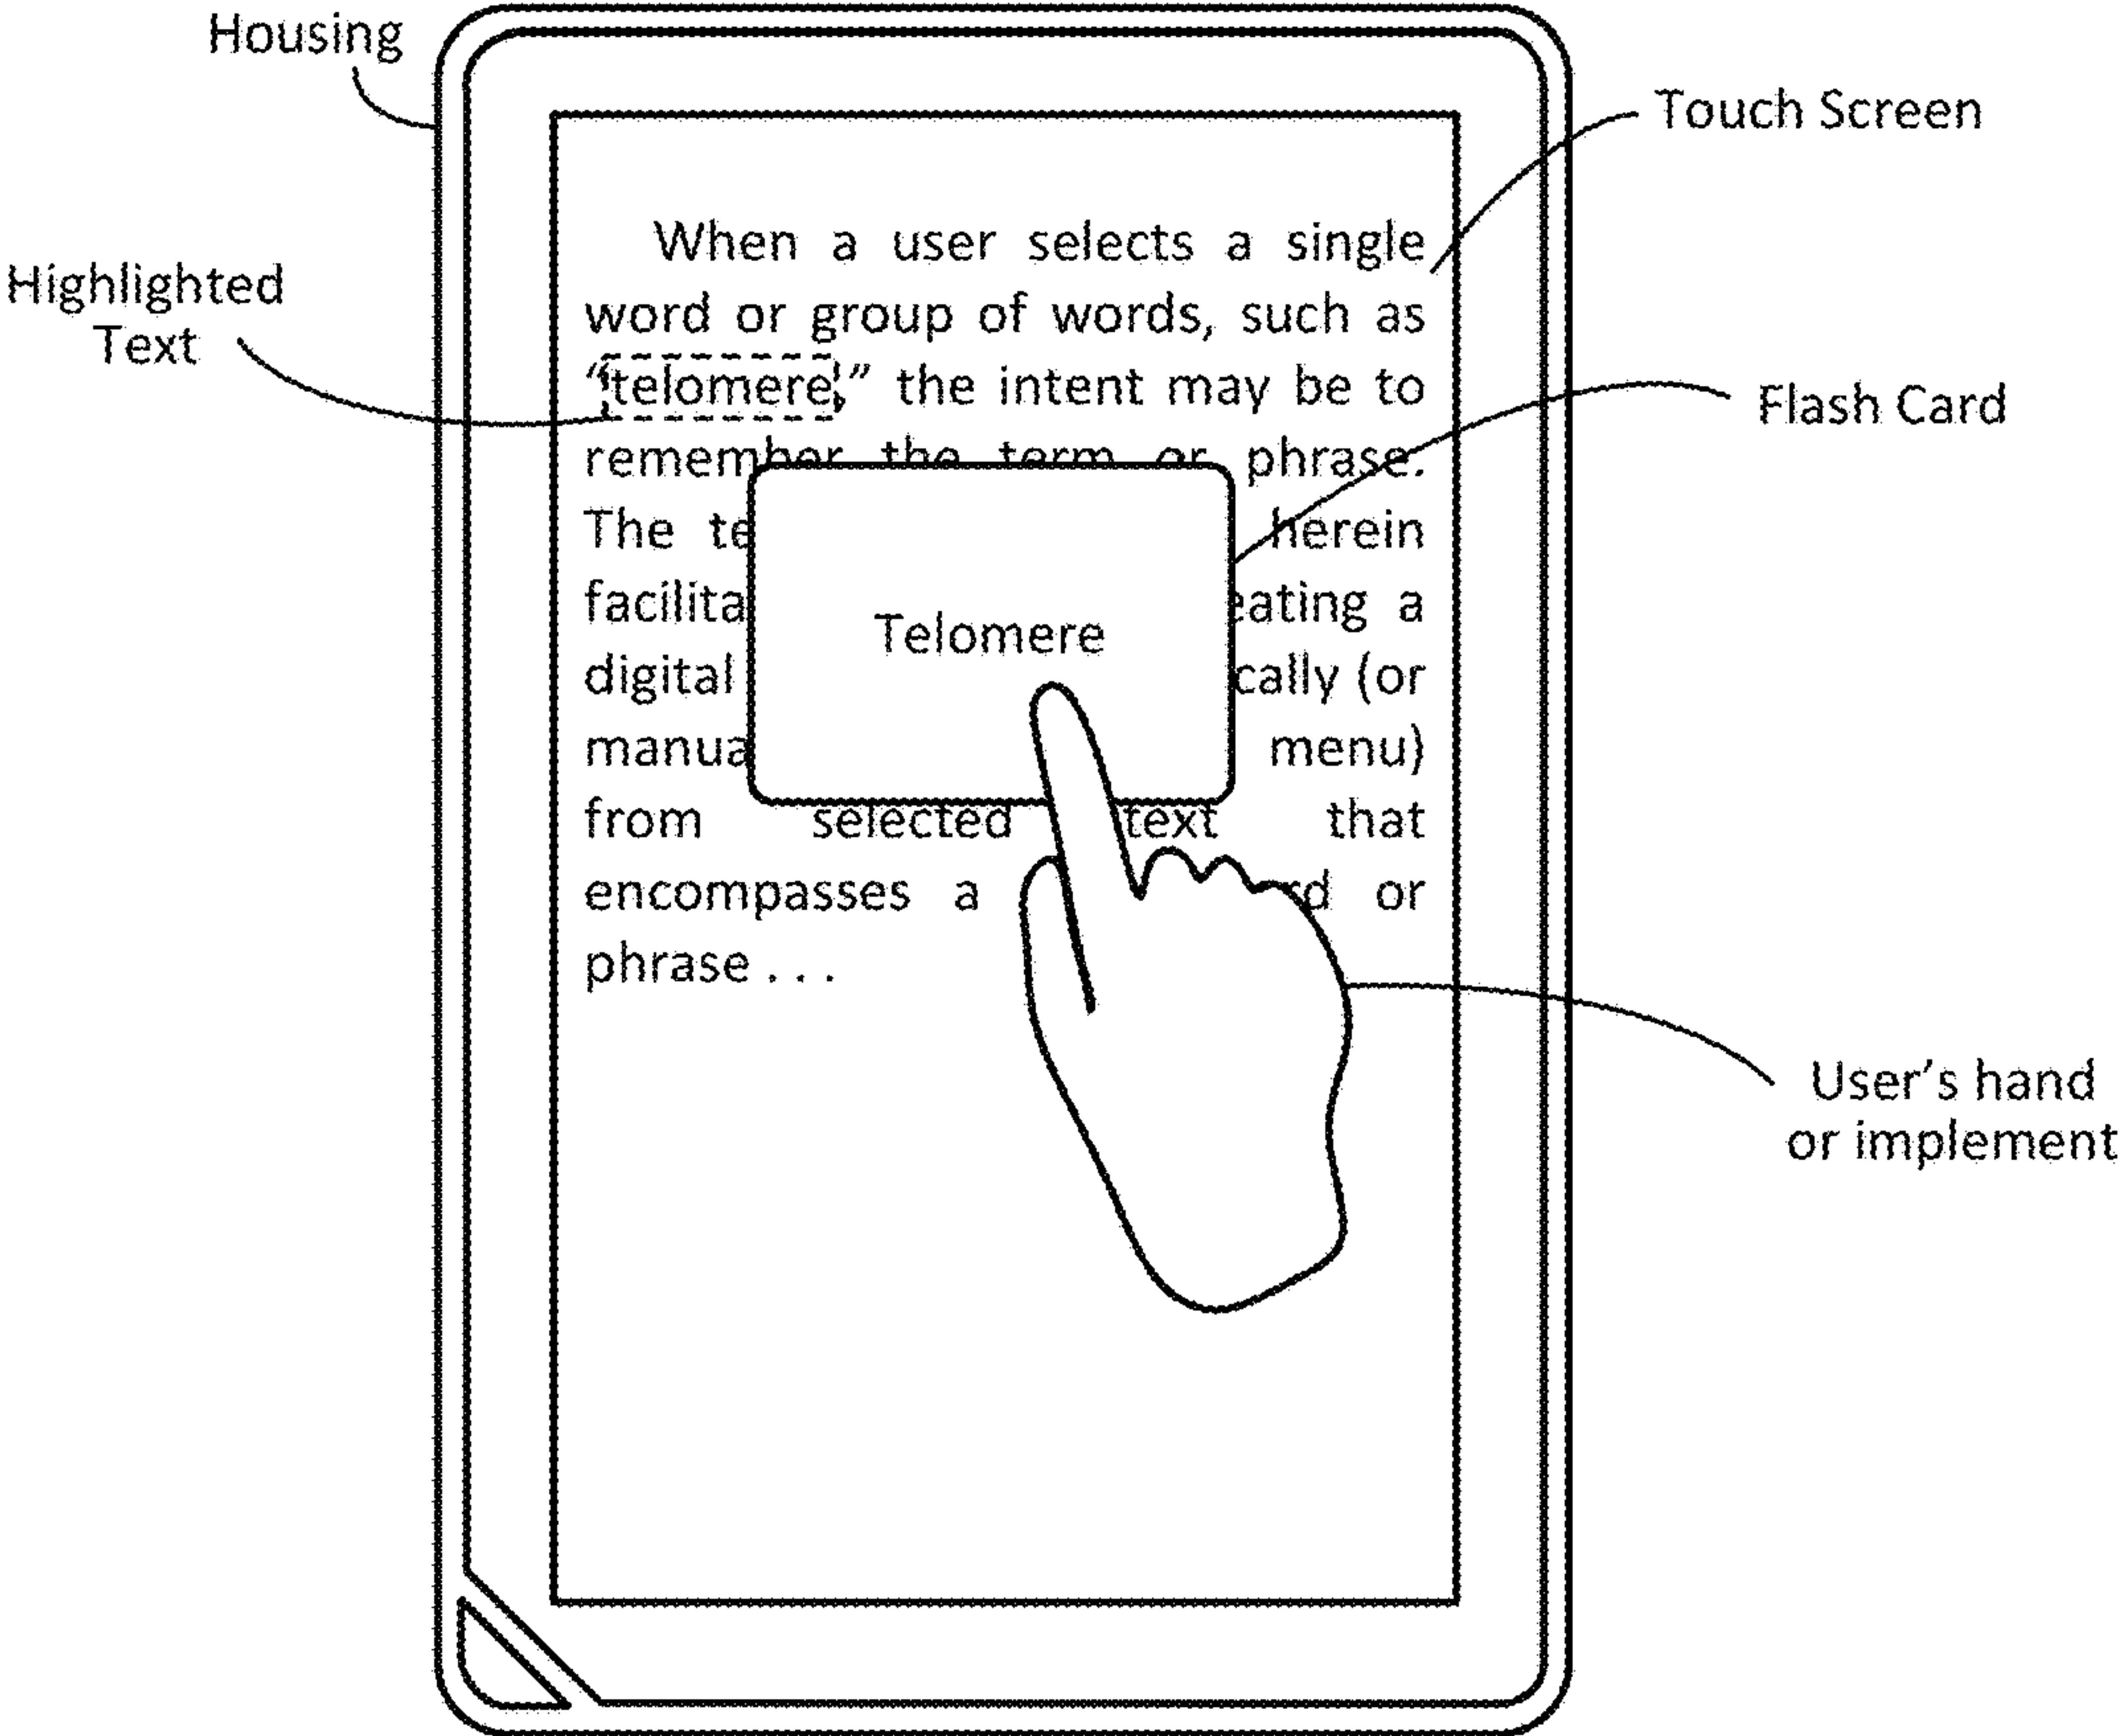 Housing
Touch Screen
Highlighted
Text
Flash Card
User's hand
or implement
When a user selects a single
word or group of words, such as
“telomere,” the intent may be to
remember the term or phrase.
The te herein
facilita eating a
digital cally (or
manua menu)
from selected text that
encompasses a rd or
phrase . . .
Telomere